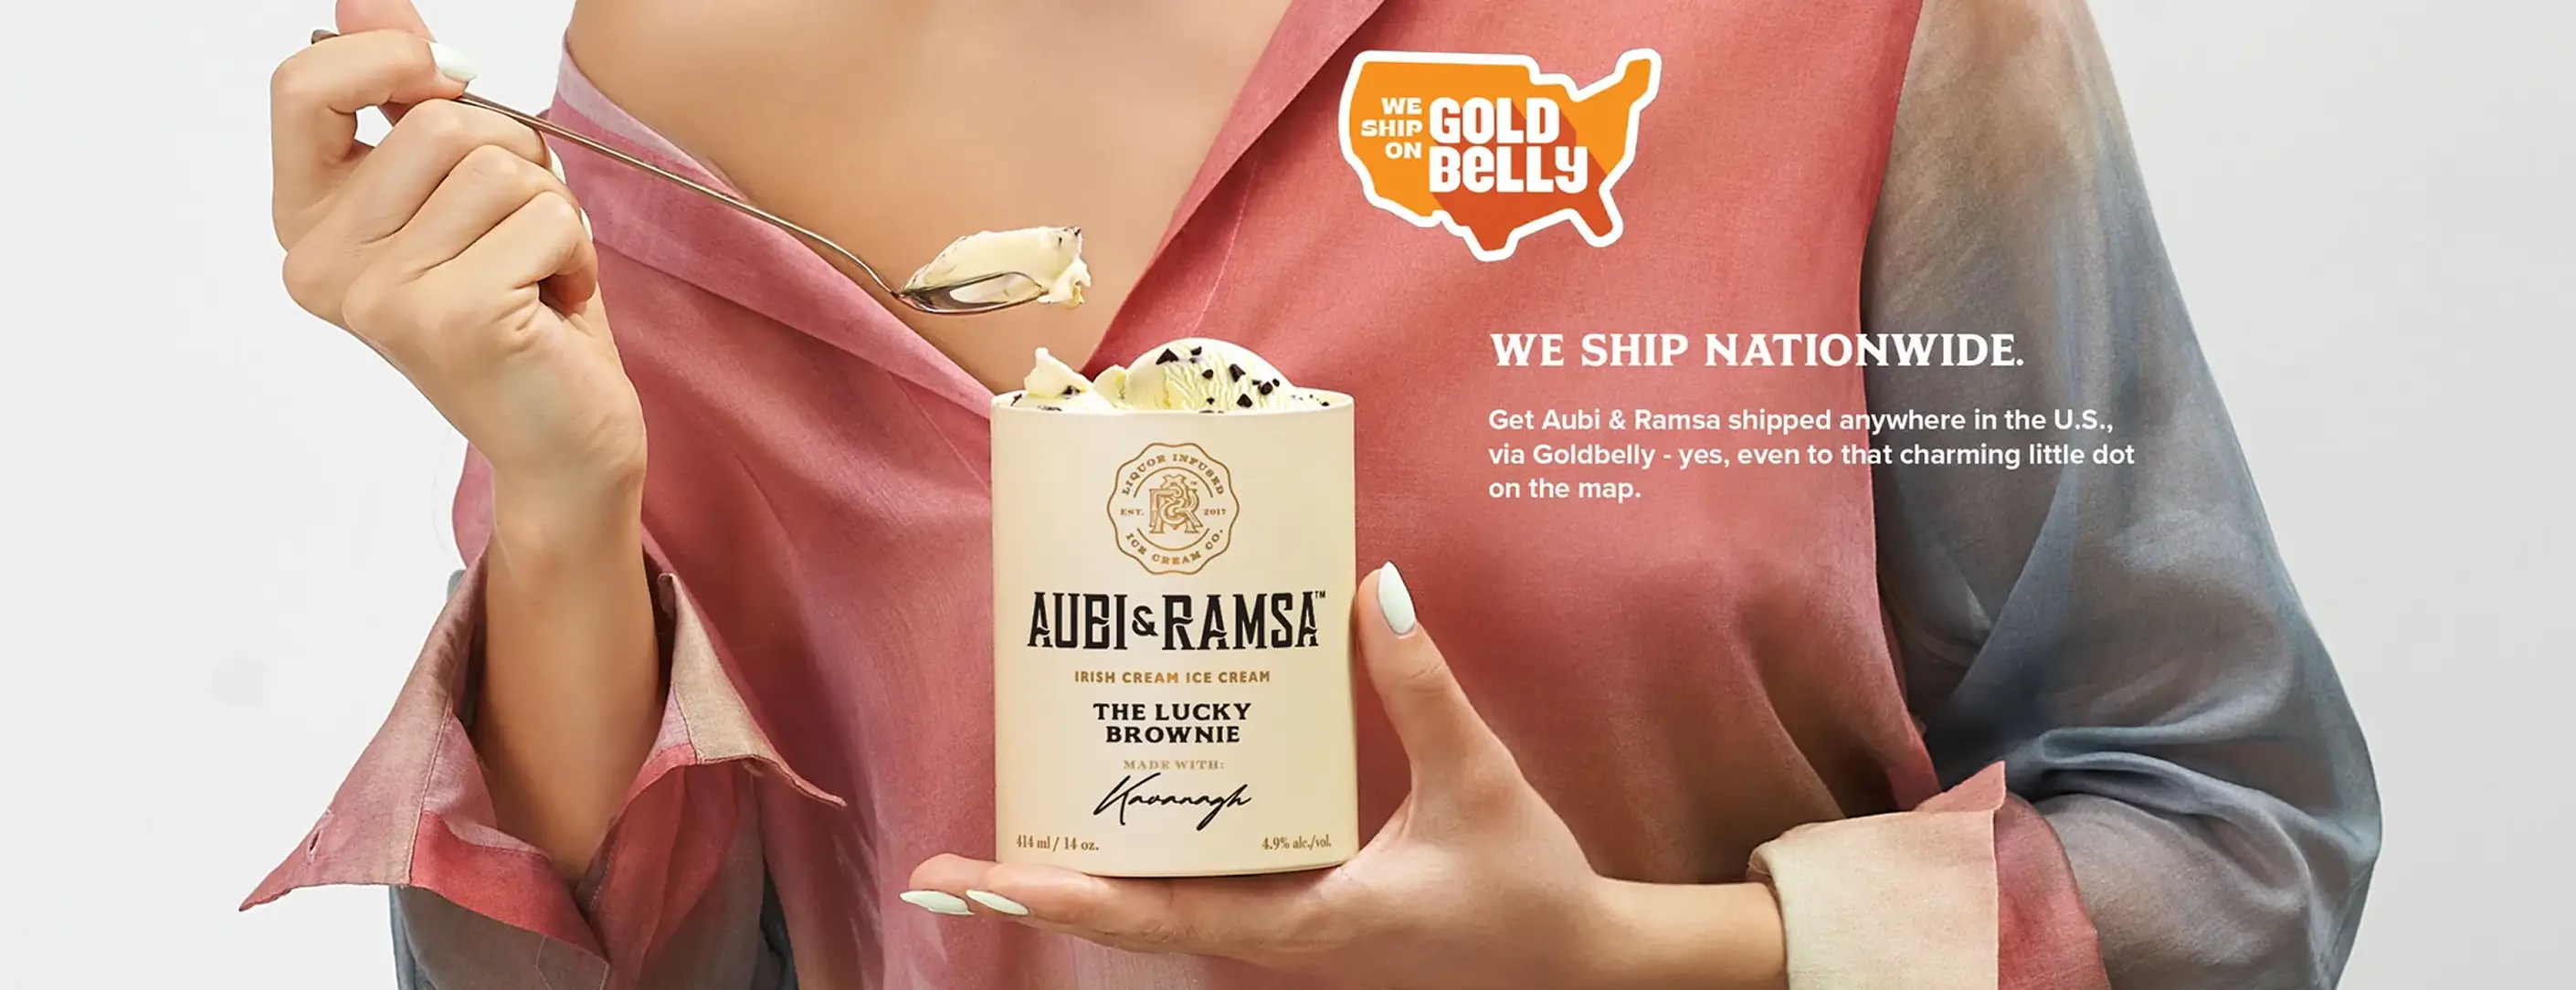 WE
SHIP
ON
GOLD
BELLY
WE SHIP NATIONWIDE.
Get Aubi & Ramsa shipped anywhere in the U.S.,
via Goldbelly - yes, even to that charming little dot
on the map.
LIQUOR INFUSED
EST. 2017
ICE CREAM CO.
AUBI&RAMSA™
IRISH CREAM ICE CREAM
THE LUCKY
BROWNIE
MADE WITH:
Kavanagh
414 ml / 14 oz. 4.9% alc./vol.